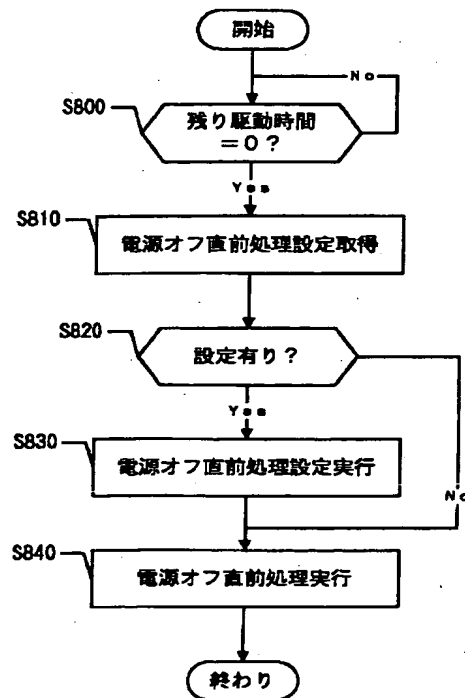 開始
No
S800
残り駆動時間
＝０？
Yes
S810
電源オフ直前処理設定取得
S820
設定有り？
Yes
S830
電源オフ直前処理設定実行
No
S840
電源オフ直前処理実行
終わり